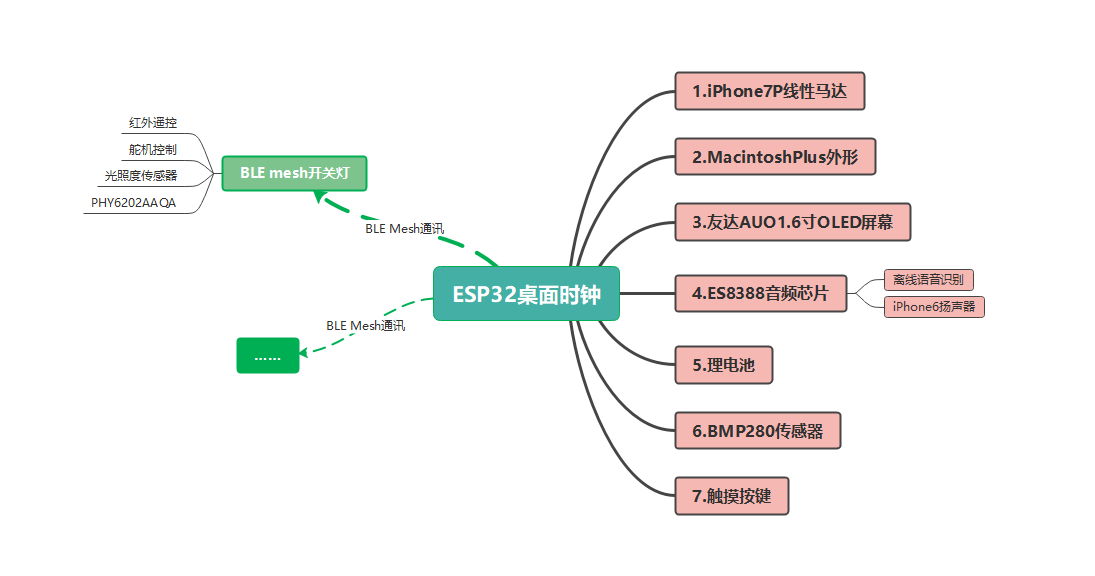 红外遥控
舵机控制
光照度传感器
PHY6202AAQA
BLE mesh开关灯
BLE Mesh通讯
BLE Mesh通讯
……
ESP32桌面时钟
1.iPhone7P线性马达
2.MacintoshPlus外形
3.友达AUO1.6寸OLED屏幕
4.ES8388音频芯片
离线语音识别
iPhone6扬声器
5.理电池
6.BMP280传感器
7.触摸按键